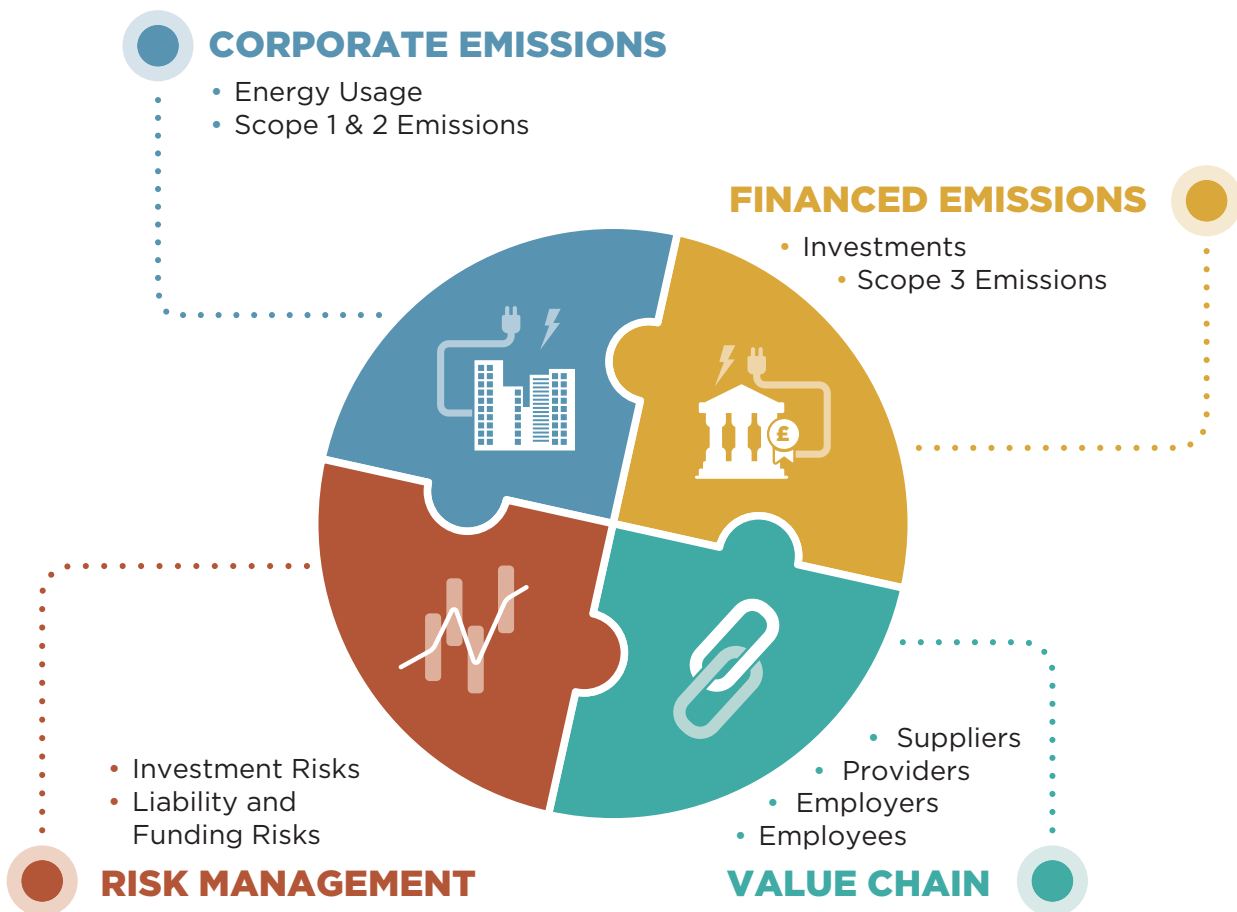 CORPORATE EMISSIONS
• Energy Usage
• Scope 1 & 2 Emissions
FINANCED EMISSIONS
• Investments
• Scope 3 Emissions
£
• Suppliers
• Providers
• Employers
• Employees
VALUE CHAIN
• Investment Risks
• Liability and
Funding Risks
RISK MANAGEMENT